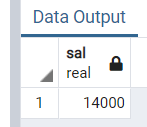 Data Output
sal
real
1 14000